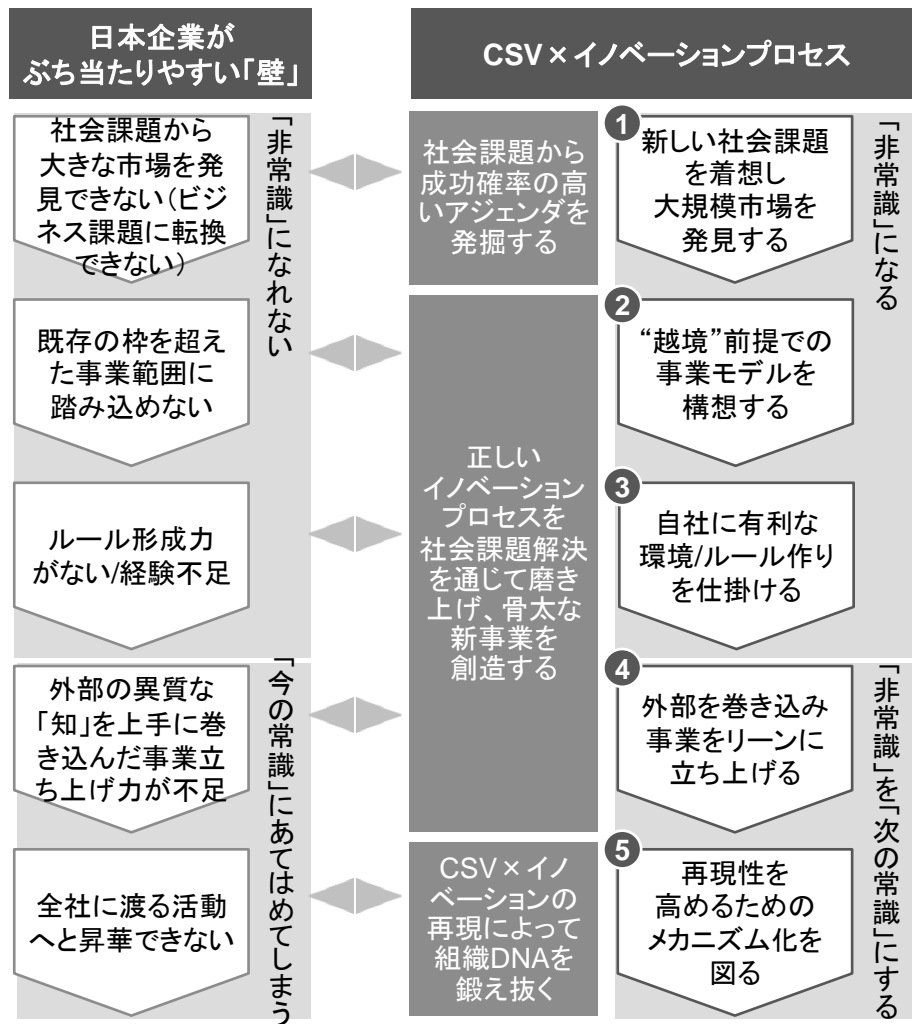 日本企業が
ぶち当たりやすい「壁」
CSV×イノベーションプロセス
社会課題から
大きな市場を発
見できない（ビジ
ネス課題に転換
できない）
既存の枠を超え
た事業範囲に
踏み込めない
ルール形成力
がない/経験不足
「非常識」になれない
外部の異質な
「知」を上手に巻
き込んだ事業立
ち上げ力が不足
全社に渡る活動
へと昇華できない
「今の常識」にあてはめてしまう
社会課題から
成功確率の高
いアジェンダを
発掘する
正しい
イノベーション
プロセスを
社会課題解決
を通じて磨き
上げ、骨太な
新事業を
創造する
CSV×イノ
ベーションの
再現によって
組織DNAを
鍛え抜く
1
新しい社会課題
を着想し
大規模市場を
発見する
2
“越境”前提での
事業モデルを
構想する
3
自社に有利な
環境/ルール作り
を仕掛ける
「非常識」になる
4
外部を巻き込み
事業をリーンに
立ち上げる
5
再現性を
高めるための
メカニズム化を
図る
「非常識」を「次の常識」にする